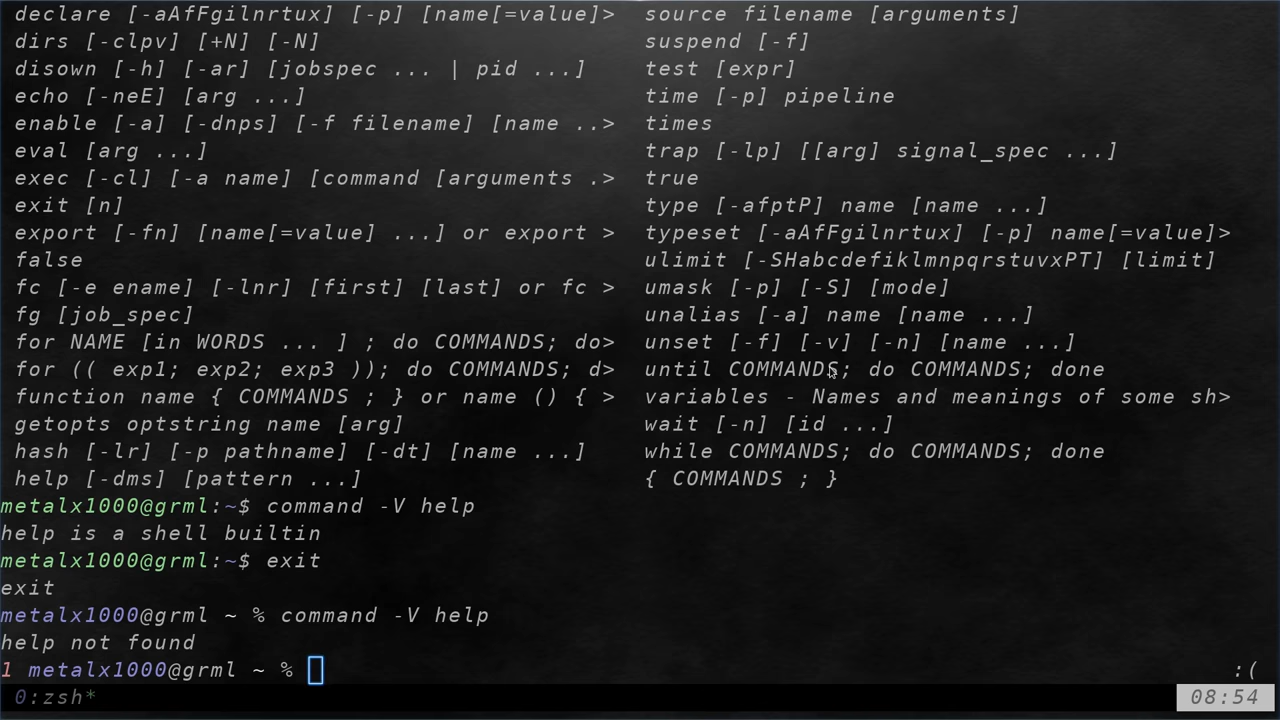 declare [-aAfFgilnrtux] [-p] [name[=value]> source filename [arguments]
dirs [-clpv] [+N] [-N] suspend [-f]
disown [-h] [-ar] [jobspec ... | pid ...] test [expr]
echo [-neE] [arg ...] time [-p] pipeline
enable [-a] [-dnps] [-f filename] [name ..> times
eval [arg ...] trap [-lp] [[arg] signal_spec ...]
exec [-cl] [-a name] [command [arguments .> true
exit [n] type [-afptP] name [name ...]
export [-fn] [name[=value] ...] or export > typeset [-aAfFgilnrtux] [-p] name[=value]>
false ulimit [-SHabcdefiklmnpqrstuvxPT] [limit]
fc [-e ename] [-lnr] [first] [last] or fc > umask [-p] [-S] [mode]
fg [job_spec] unalias [-a] name [name ...]
for NAME [in WORDS ... ] ; do COMMANDS; do> unset [-f] [-v] [-n] [name ...]
for (( exp1; exp2; exp3 )); do COMMANDS; d> until COMMANDS; do COMMANDS; done
function name { COMMANDS ; } or name () { > variables - Names and meanings of some sh>
getopts optstring name [arg] wait [-n] [id ...]
hash [-lr] [-p pathname] [-dt] [name ...] while COMMANDS; do COMMANDS; done
help [-dms] [pattern ...] { COMMANDS ; }
metalx1000@grml:~$ command -V help
help is a shell builtin
metalx1000@grml:~$ exit
exit
metalx1000@grml ~ % command -V help
help not found
1 metalx1000@grml ~ % :(
0:zsh* 08:54